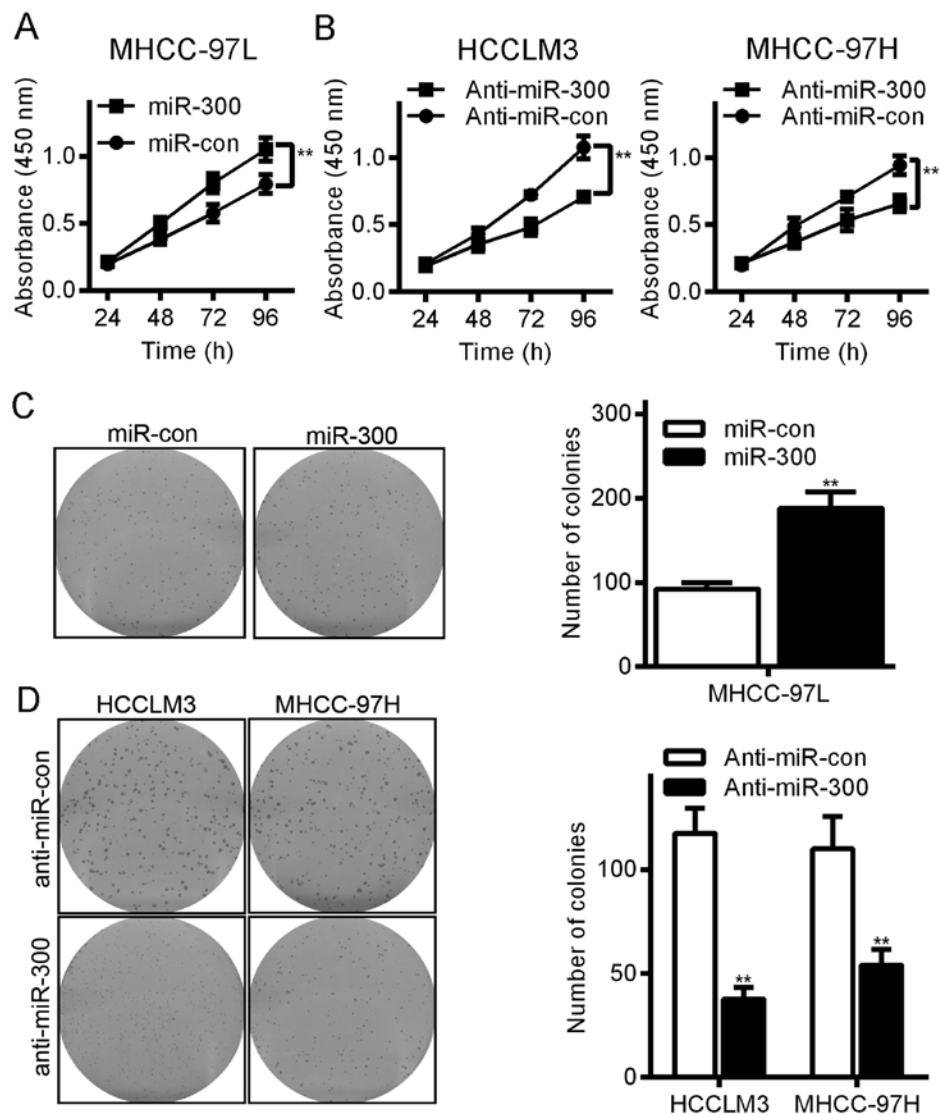 A
MHCC-97L
miR-300
miR-con
Absorbance (450 nm)
1.0
0.5
0.0
**
24 48 72 96
Time (h)
B
HCCLM3
Anti-miR-300
Anti-miR-con
Absorbance (450 nm)
1.0
0.5
0.0
**
24 48 72 96
Time (h)
MHCC-97H
Anti-miR-300
Anti-miR-con
Absorbance (450 nm)
1.0
0.5
0.0
**
24 48 72 96
Time (h)
C
miR-con miR-300
Number of colonies
300
200
100
0
miR-con
miR-300
**
MHCC-97L
D
HCCLM3 MHCC-97H
anti-miR-con
anti-miR-300
Number of colonies
100
50
0
Anti-miR-con
Anti-miR-300
**
**
HCCLM3 MHCC-97H